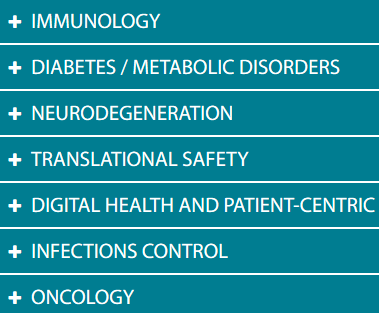 + IMMUNOLOGY
+ DIABETES / METABOLIC DISORDERS
+ NEURODEGENERATION
+ TRANSLATIONAL SAFETY
+ DIGITAL HEALTH AND PATIENT-CENTRIC
+ INFECTIONS CONTROL
+ ONCOLOGY